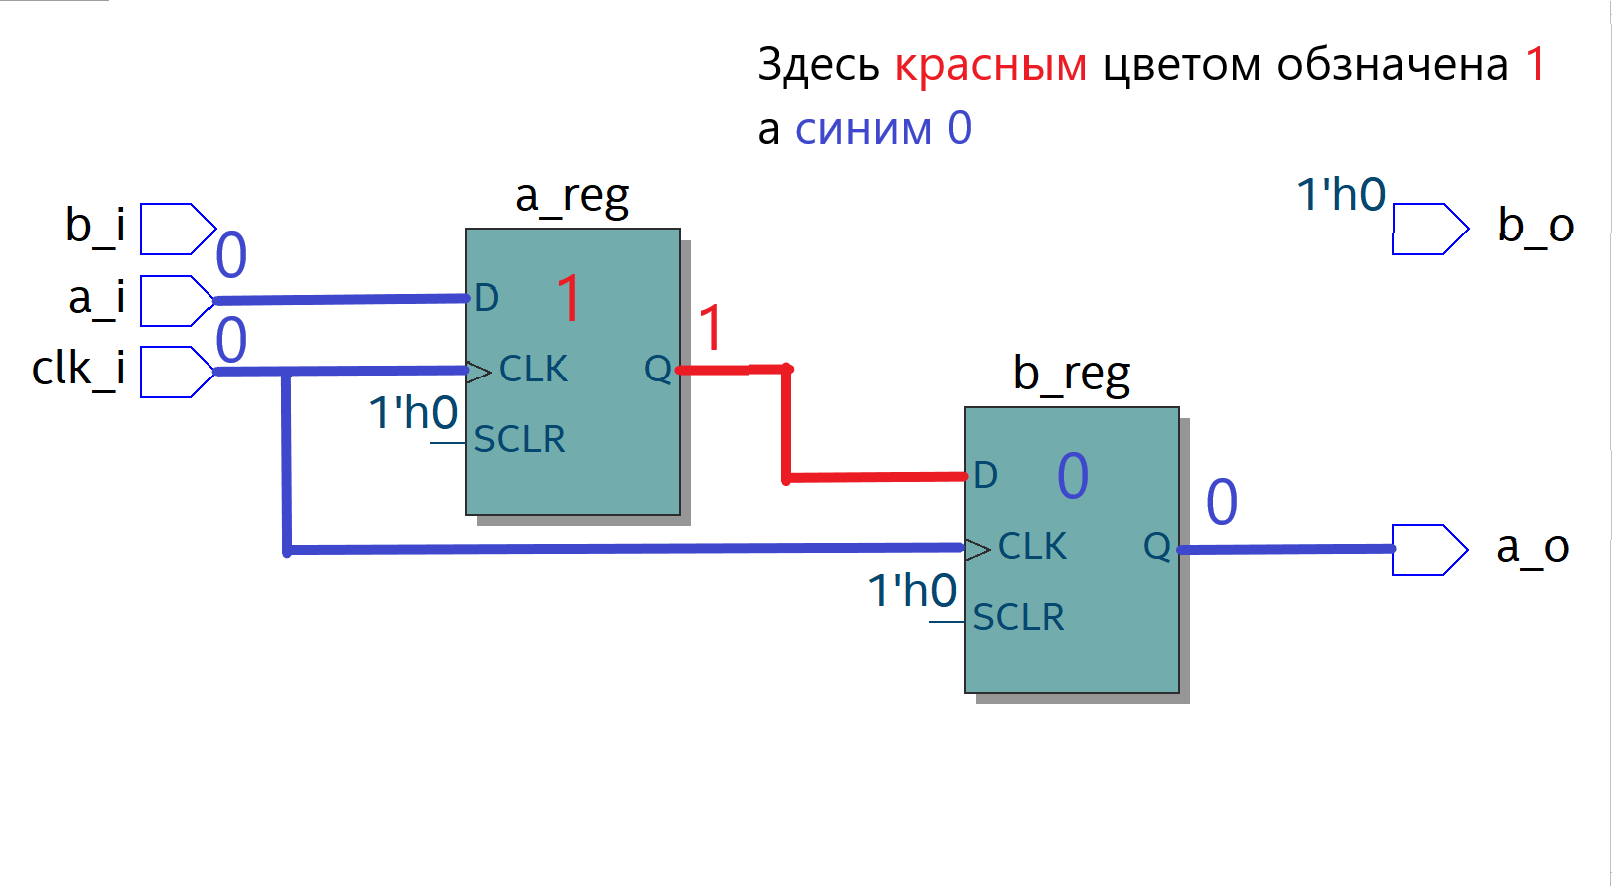 Здесь красным цветом обзначена 1
а синим 0
a_reg
1'h0
b_i
b_o
0
a_i
D
1
0
1
clk_i
CLK
Q
b_reg
1'h0
SCLR
D
0
0
CLK
Q
a_o
1'h0
SCLR